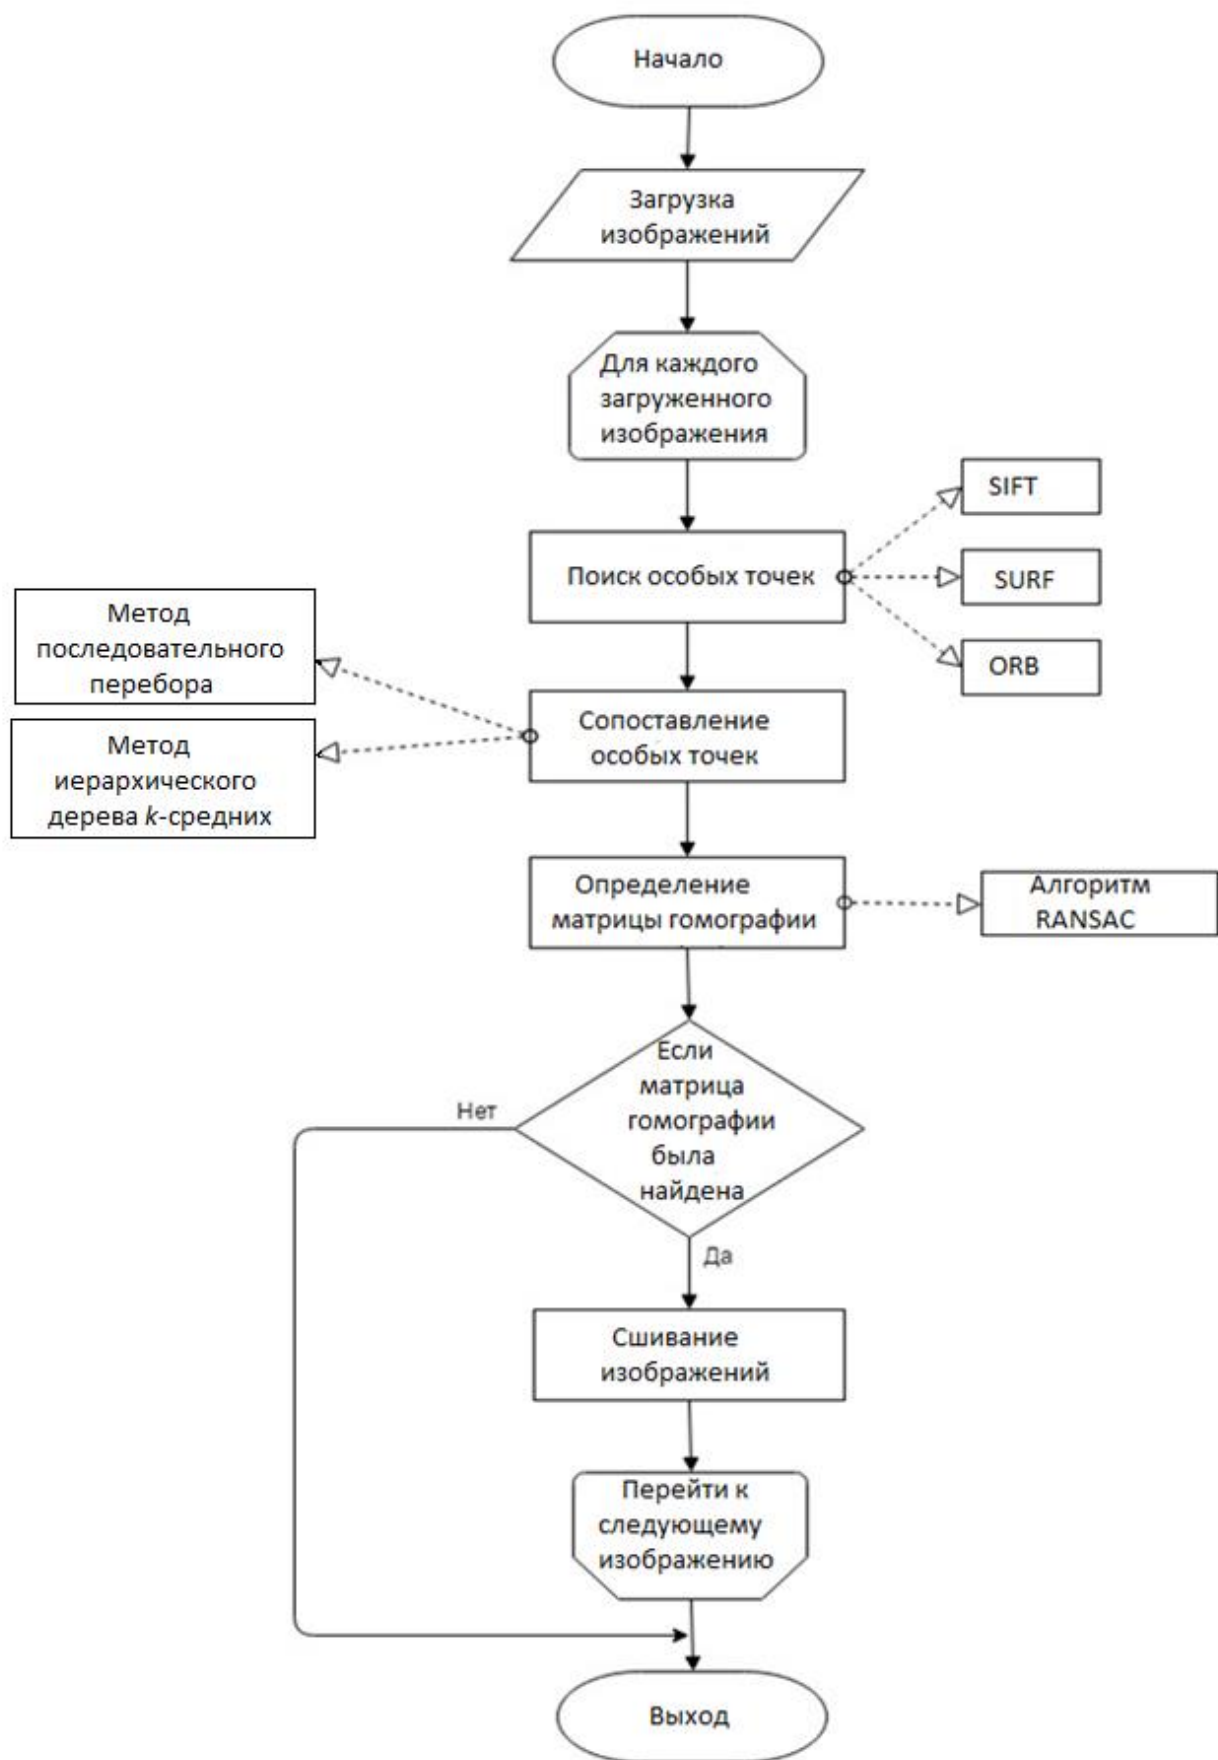 Начало
Загрузка
изображений
Для каждого
загруженного
изображения
SIFT
Поиск особых точек
SURF
ORB
Метод
последовательного
перебора
Сопоставление
особых точек
Метод
иерархического
дерева k-средних
Определение
матрицы гомографии
Алгоритм
RANSAC
Если
матрица
гомографии
была
найдена
Нет
Да
Сшивание
изображений
Перейти к
следующему
изображению
Выход